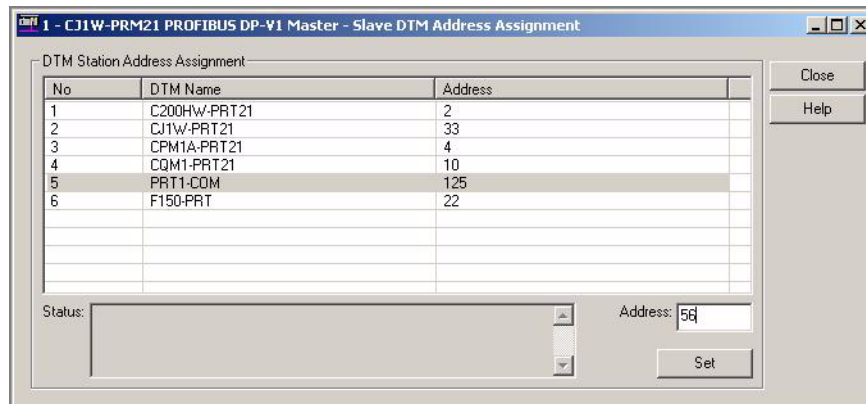 1 - CJ1W-PRM21 PROFIBUS DP-V1 Master - Slave DTM Address Assignment
DTM Station Address Assignment
Close
Help
No DTM Name Address
1 C200HW-PRT21 2
2 CJ1W-PRT21 33
3 CPM1A-PRT21 4
4 CQM1-PRT21 10
5 PRT1-COM 125
6 F150-PRT 22
Status:
Address: 56
Set